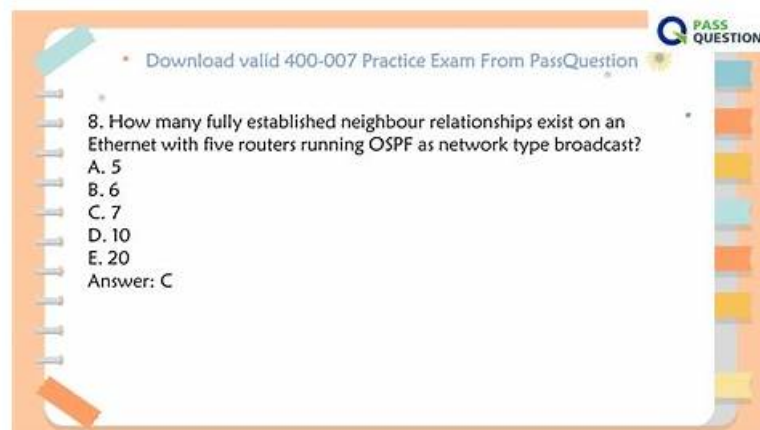 PASS
QUESTION
Download valid 400-007 Practice Exam From PassQuestion
8. How many fully established neighbour relationships exist on an
Ethernet with five routers running OSPF as network type broadcast?
A. 5
B. 6
C. 7
D. 10
E. 20
Answer: C